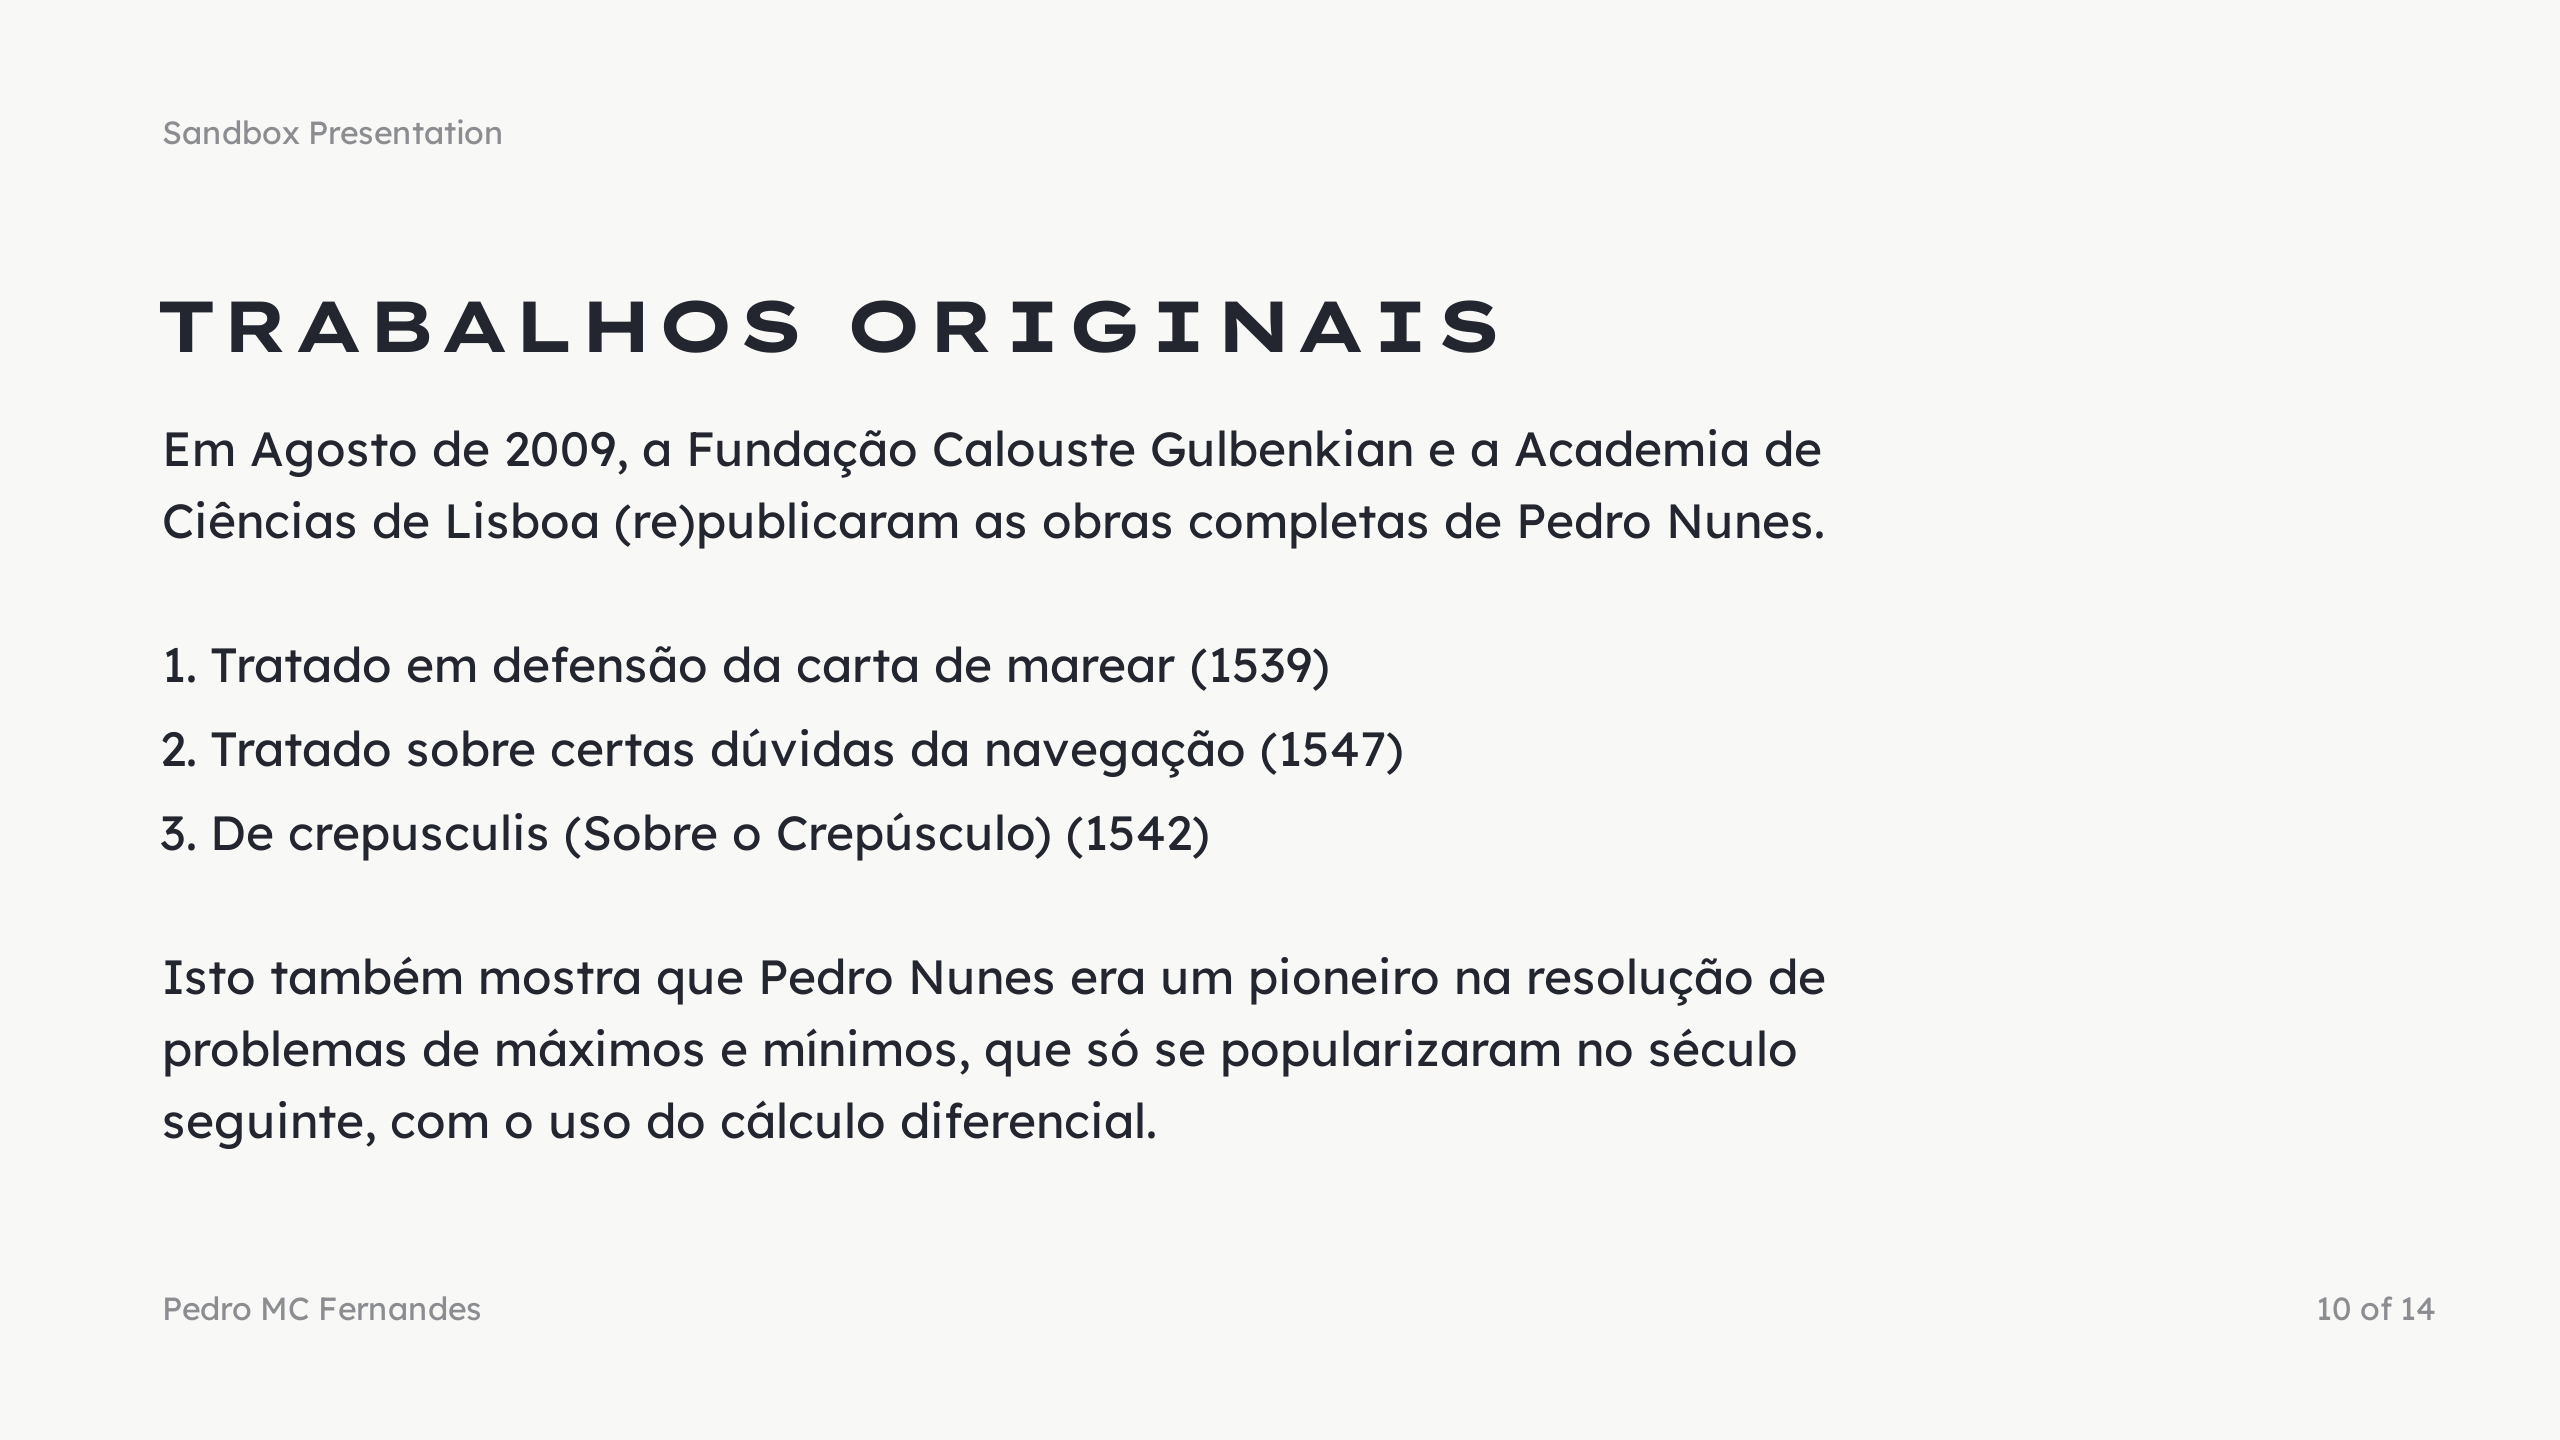 Sandbox Presentation
TRABALHOS ORIGINAIS
Em Agosto de 2009, a Fundação Calouste Gulbenkian e a Academia de
Ciências de Lisboa (re)publicaram as obras completas de Pedro Nunes.
1. Tratado em defensão da carta de marear (1539)
2. Tratado sobre certas dúvidas da navegação (1547)
3. De crepusculis (Sobre o Crepúsculo) (1542)
Isto também mostra que Pedro Nunes era um pioneiro na resolução de
problemas de máximos e mínimos, que só se popularizaram no século
seguinte, com o uso do cálculo diferencial.
Pedro MC Fernandes
10 of 14